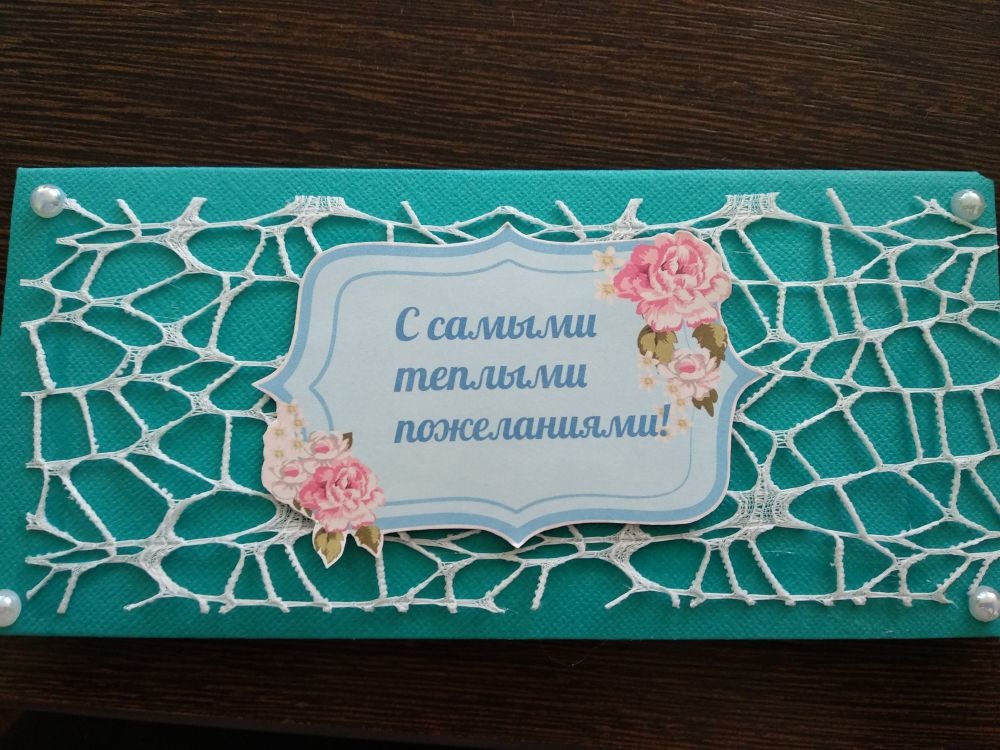 С самыми
теплыми
пожеланиями!